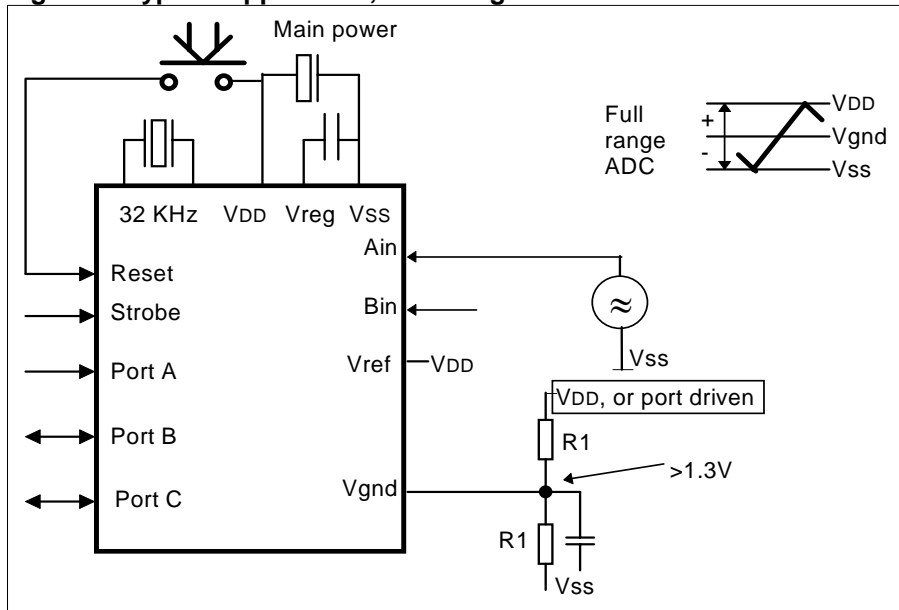 Main power
32 KHz VDD Vreg VSS
Full
range
ADC
+
-
VDD
Vgnd
Vss
Reset
Strobe
Port A
Port B
Port C
Ain
Bin
Vref
VDD
Vgnd
≈
Vss
VDD, or port driven
R1
>1.3V
R1
Vss